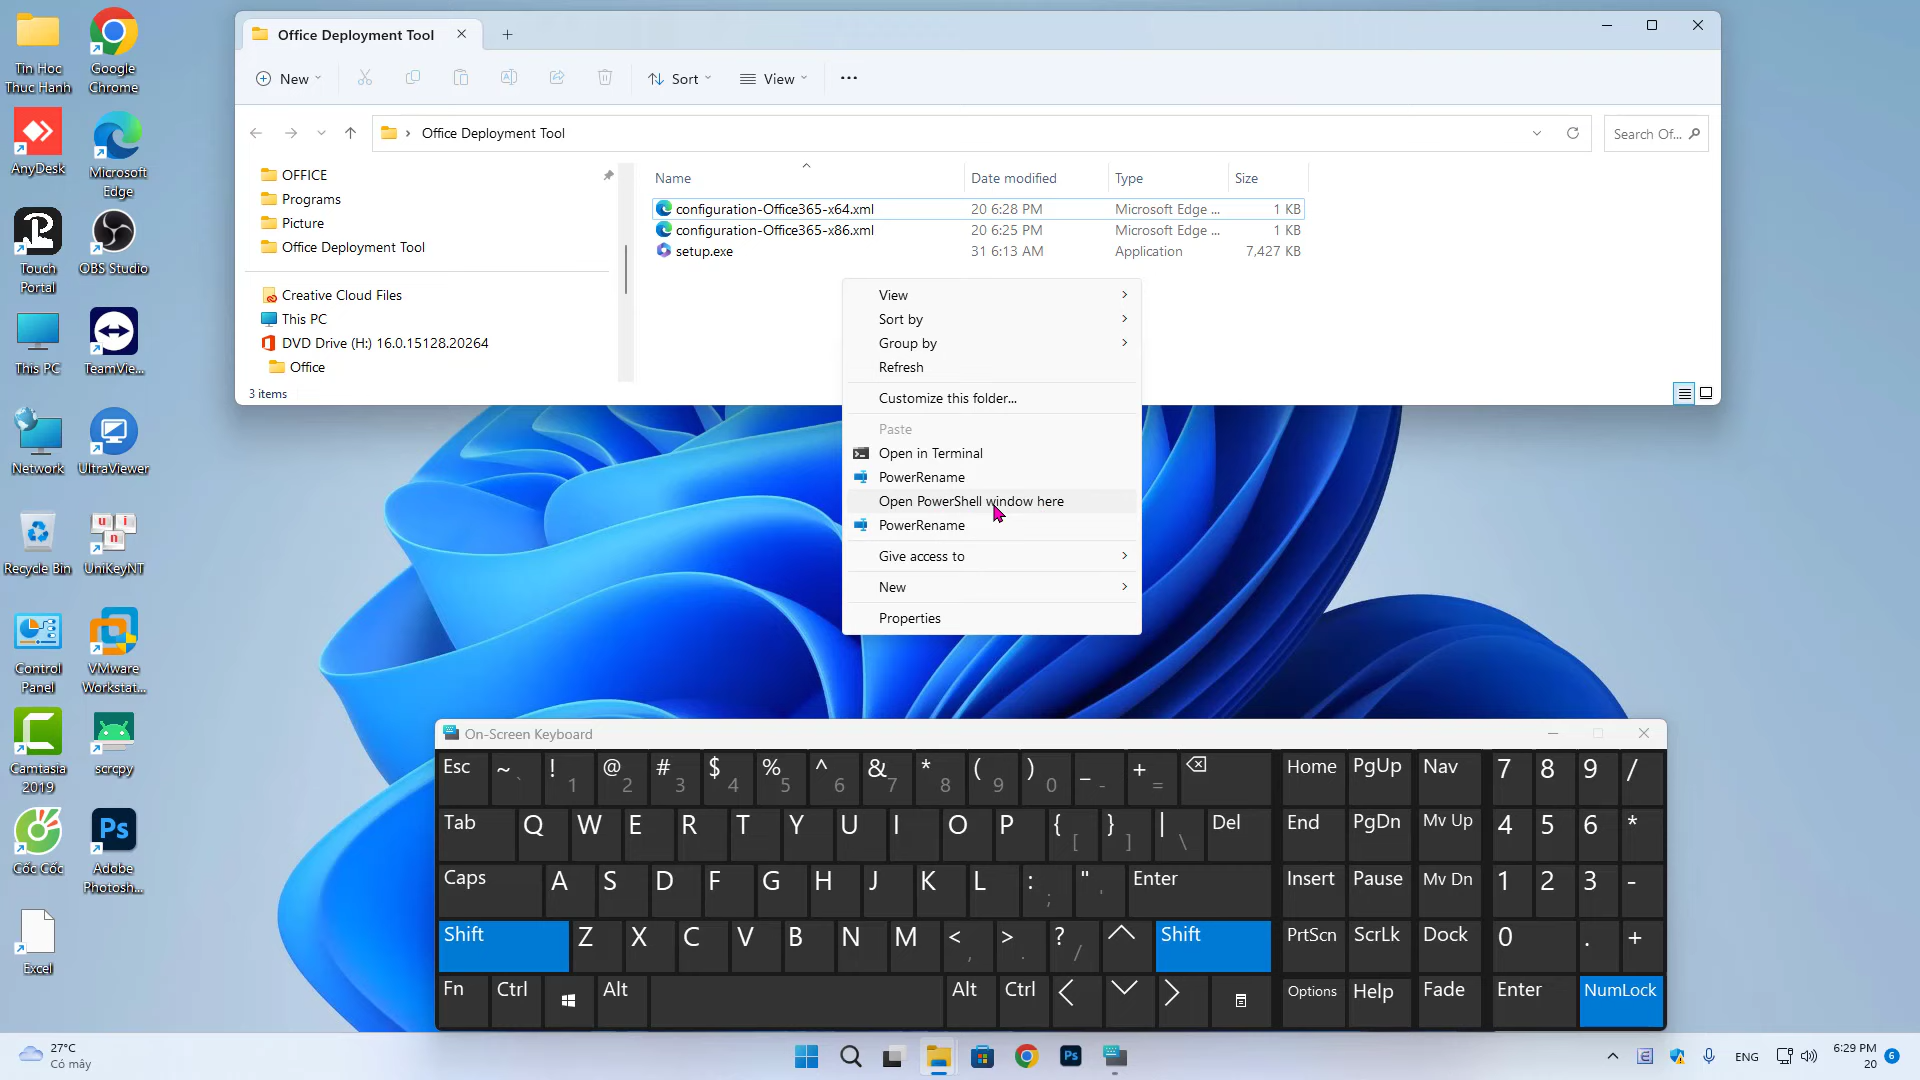 Tin Hoc
Thuc Hanh
Google
Chrome
AnyDesk
Microsoft
Edge
Touch
Portal
OBS Studio
This PC
TeamVie...
Network
UltraViewer
Recycle Bin
UniKeyNT
Control
Panel
VMware
Workstat...
Camtasia
2019
scrcpy
Cốc Cốc
Adobe
Photosh...
Excel
Office Deployment Tool
New
Sort
View
Office Deployment Tool
Search Of...
OFFICE
Programs
Picture
Office Deployment Tool
Creative Cloud Files
This PC
DVD Drive (H:) 16.0.15128.20264
Office
3 items
Name Date modified Type Size
configuration-Office365-x64.xml 20 6:28 PM Microsoft Edge ... 1 KB
configuration-Office365-x86.xml 20 6:25 PM Microsoft Edge ... 1 KB
setup.exe 31 6:13 AM Application 7,427 KB
View
Sort by
Group by
Refresh
Customize this folder...
Paste
Open in Terminal
PowerRename
Open PowerShell window here
PowerRename
Give access to
New
Properties
On-Screen Keyboard
Esc ~ ` ! 1 @ 2 # 3 $ 4 % 5 ^ 6 & 7 * 8 ( 9 ) 0 _ - + = Home PgUp Nav 7 8 9 /
Tab Q W E R T Y U I O P { [ } ] | \ Del End PgDn Mv Up 4 5 6 *
Caps A S D F G H J K L : ; " ' Enter Insert Pause Mv Dn 1 2 3 -
Shift Z X C V B N M < , > . ? / Shift PrtScn ScrLk Dock 0 . +
Fn Ctrl Alt Alt Ctrl Options Help Fade Enter NumLock
27°C
Có mây
Ps
ENG
6:29 PM
20
6